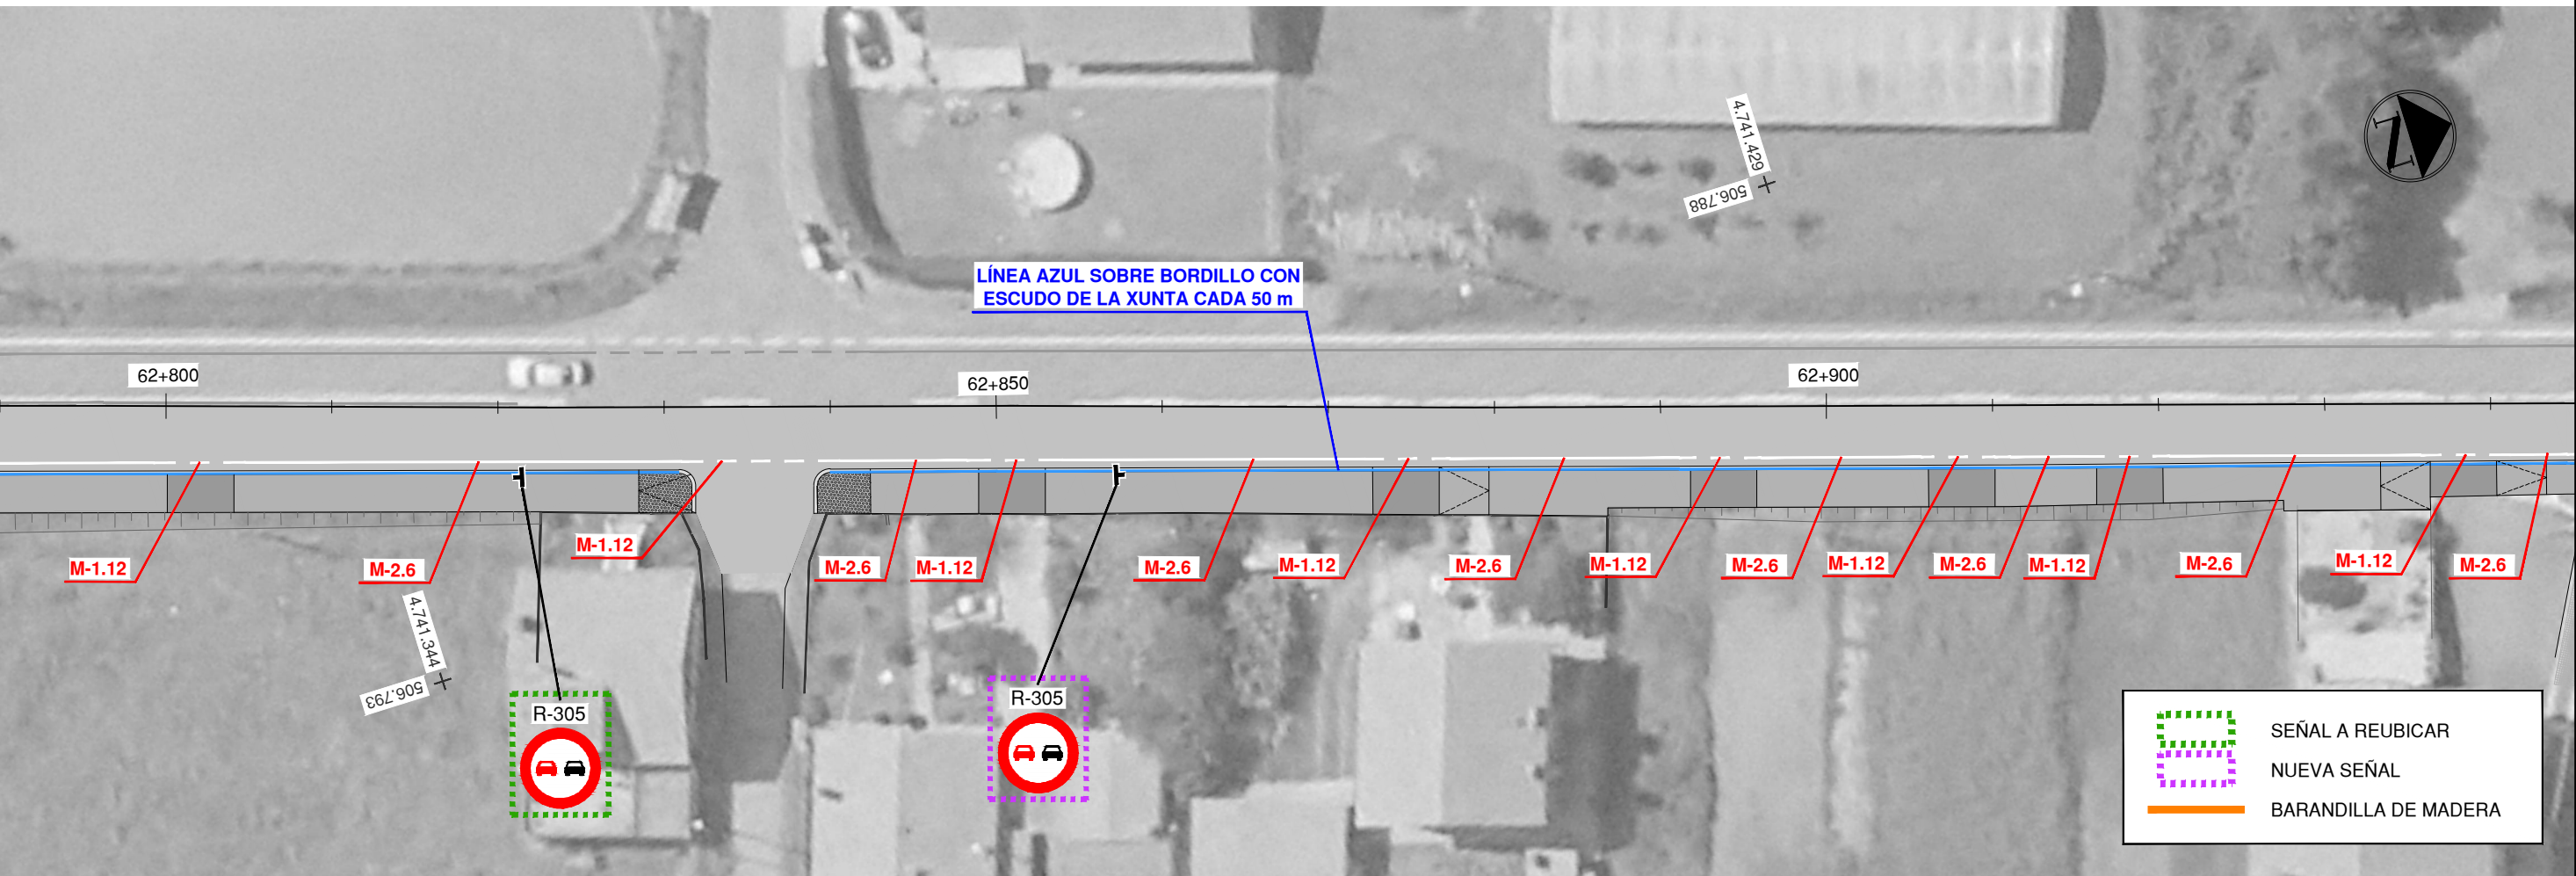 4.741.429
506.788
LÍNEA AZUL SOBRE BORDILLO CON
ESCUDO DE LA XUNTA CADA 50 m
62+800
62+850
62+900
M-1.12
M-2.6
M-1.12
M-2.6
M-1.12
M-2.6
M-1.12
M-2.6
M-1.12
M-2.6
M-1.12
M-2.6
M-1.12
M-2.6
M-1.12
M-2.6
4.741.344
506.793
R-305
R-305
SEÑAL A REUBICAR
NUEVA SEÑAL
BARANDILLA DE MADERA
N